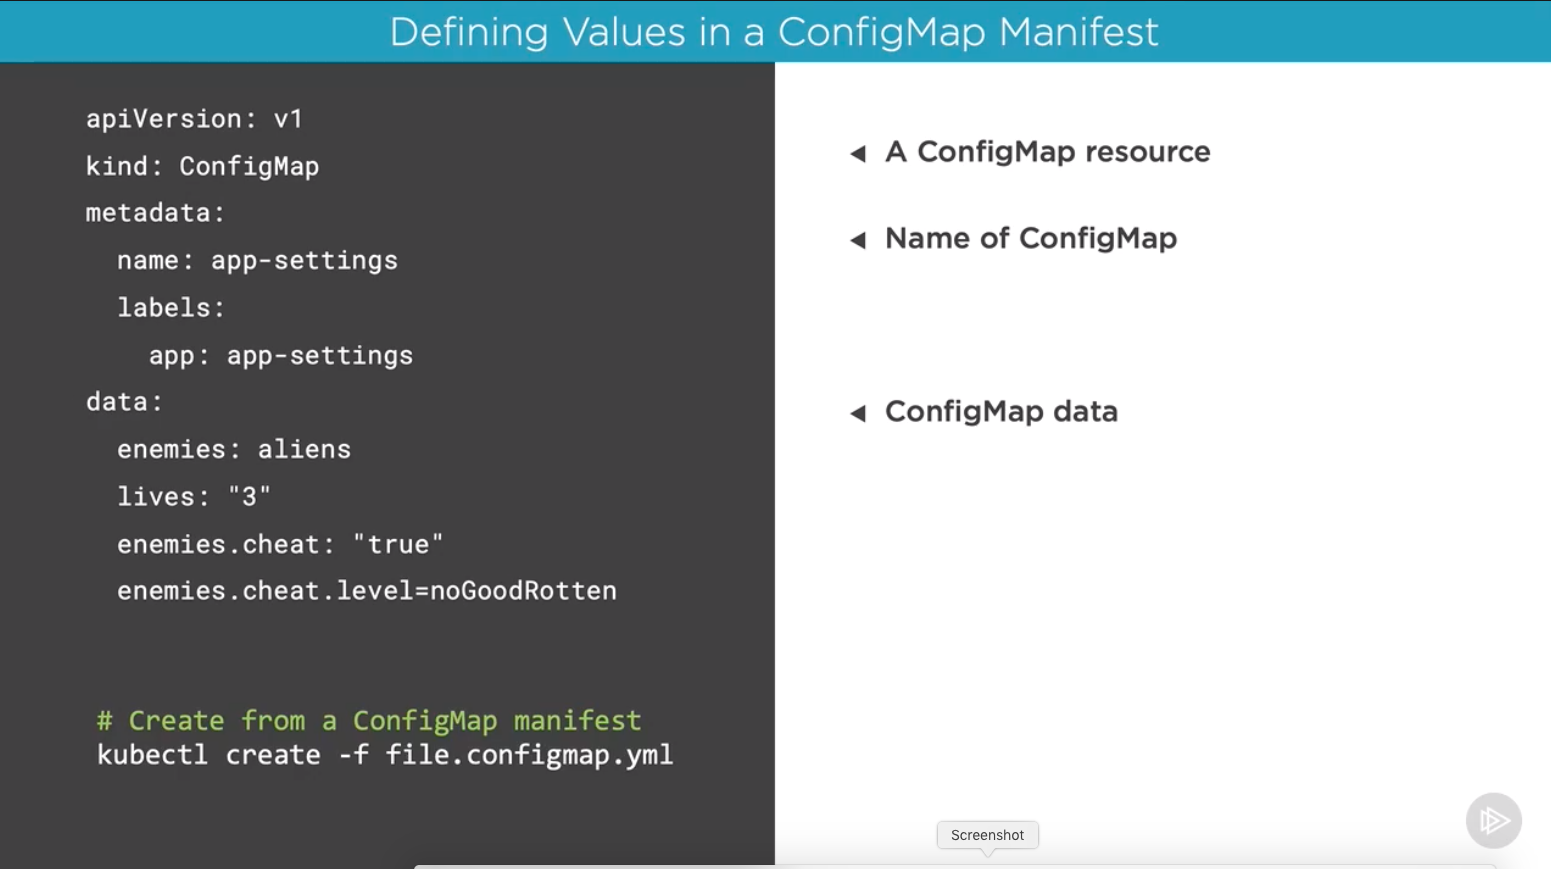 Defining Values in a ConfigMap Manifest
apiVersion: v1
kind: ConfigMap
metadata:
  name: app-settings
  labels:
    app: app-settings
data:
  enemies: aliens
  lives: "3"
  enemies.cheat: "true"
  enemies.cheat.level=noGoodRotten
# Create from a ConfigMap manifest
kubectl create -f file.configmap.yml
A ConfigMap resource
Name of ConfigMap
ConfigMap data
Screenshot